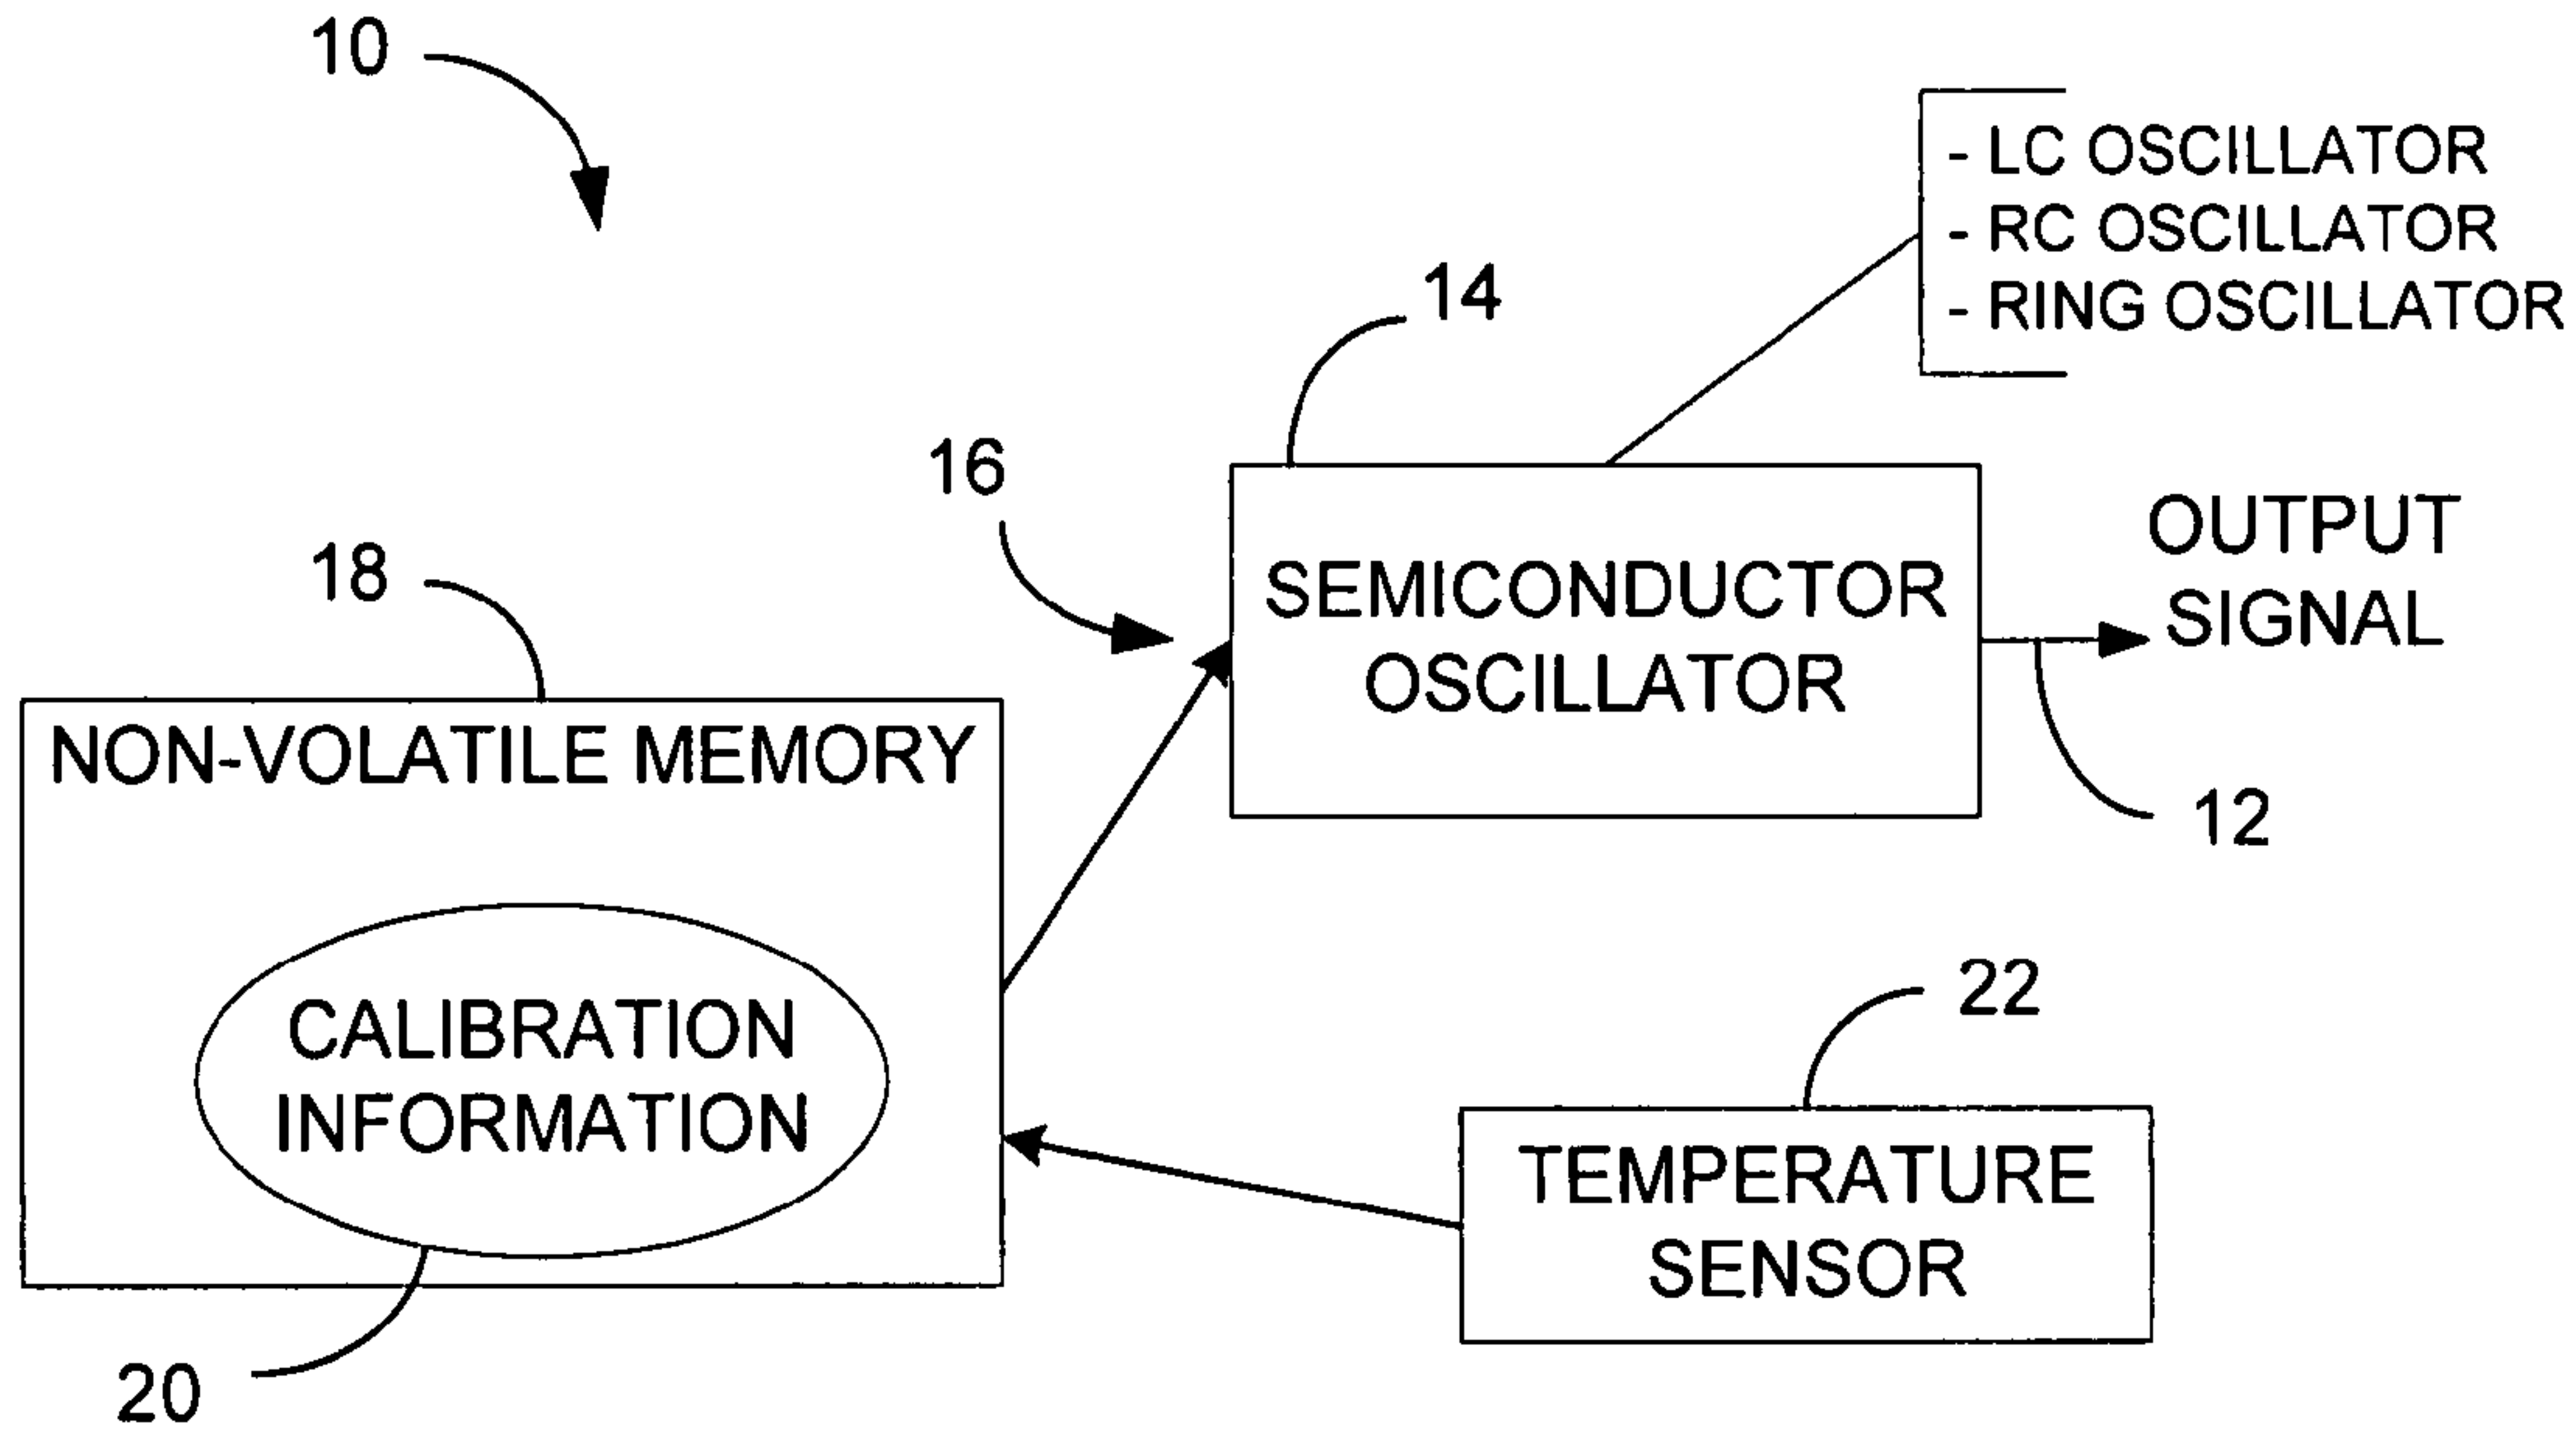 10
- LC OSCILLATOR
- RC OSCILLATOR
- RING OSCILLATOR
14
16
SEMICONDUCTOR
OSCILLATOR
OUTPUT
SIGNAL
12
18
NON-VOLATILE MEMORY
CALIBRATION
INFORMATION
20
22
TEMPERATURE
SENSOR